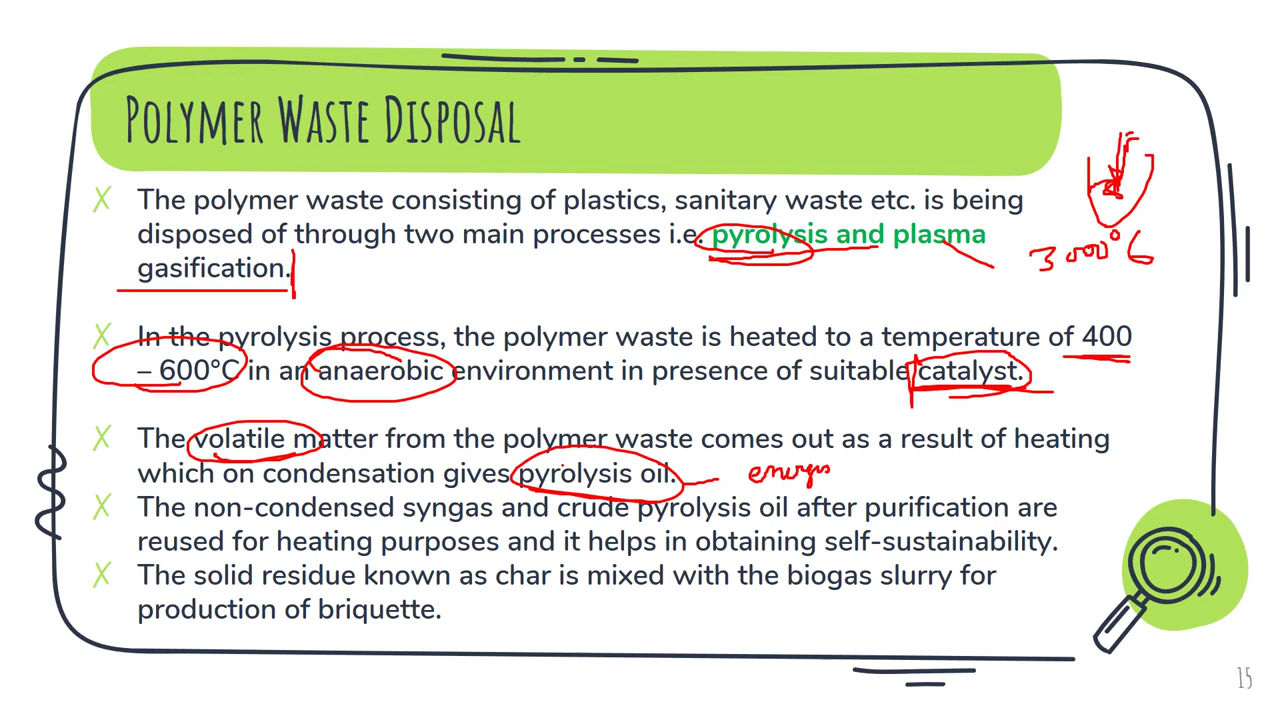 POLYMER WASTE DISPOSAL
The polymer waste consisting of plastics, sanitary waste etc. is being
disposed of through two main processes i.e. pyrolysis and plasma
gasification.
3000°C
In the pyrolysis process, the polymer waste is heated to a temperature of 400
– 600°C in an anaerobic environment in presence of suitable catalyst.
The volatile matter from the polymer waste comes out as a result of heating
which on condensation gives pyrolysis oil.
The non-condensed syngas and crude pyrolysis oil after purification are
reused for heating purposes and it helps in obtaining self-sustainability.
The solid residue known as char is mixed with the biogas slurry for
production of briquette.
15